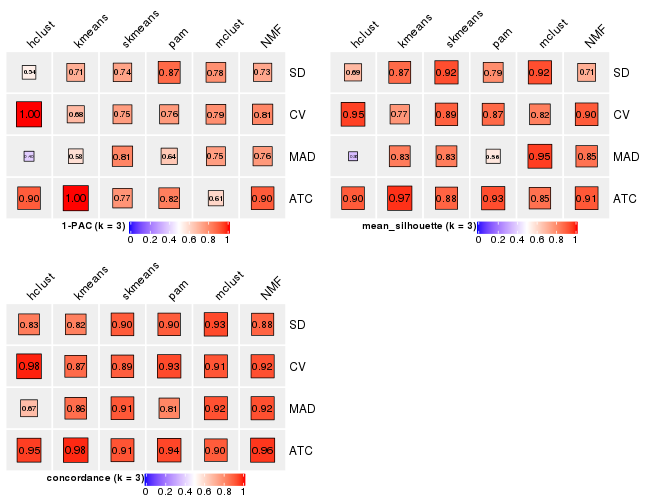 hclust kmeans skmeans pam mclust NMF
0.54 0.71 0.74 0.87 0.78 0.73 SD
1.00 0.68 0.75 0.76 0.79 0.81 CV
0.58 0.81 0.64 0.75 0.76 MAD
0.90 1.00 0.77 0.82 0.61 0.90 ATC
1-PAC (k = 3)
0 0.2 0.4 0.6 0.8 1
hclust kmeans skmeans pam mclust NMF
0.69 0.87 0.92 0.79 0.92 0.71 SD
0.95 0.77 0.89 0.87 0.82 0.90 CV
0.83 0.83 0.56 0.95 0.85 MAD
0.90 0.97 0.88 0.93 0.85 0.91 ATC
mean_silhouette (k = 3)
0 0.2 0.4 0.6 0.8 1
hclust kmeans skmeans pam mclust NMF
0.83 0.82 0.90 0.90 0.93 0.88 SD
0.98 0.87 0.89 0.93 0.91 0.92 CV
0.67 0.86 0.91 0.81 0.92 0.92 MAD
0.95 0.98 0.91 0.94 0.90 0.96 ATC
concordance (k = 3)
0 0.2 0.4 0.6 0.8 1